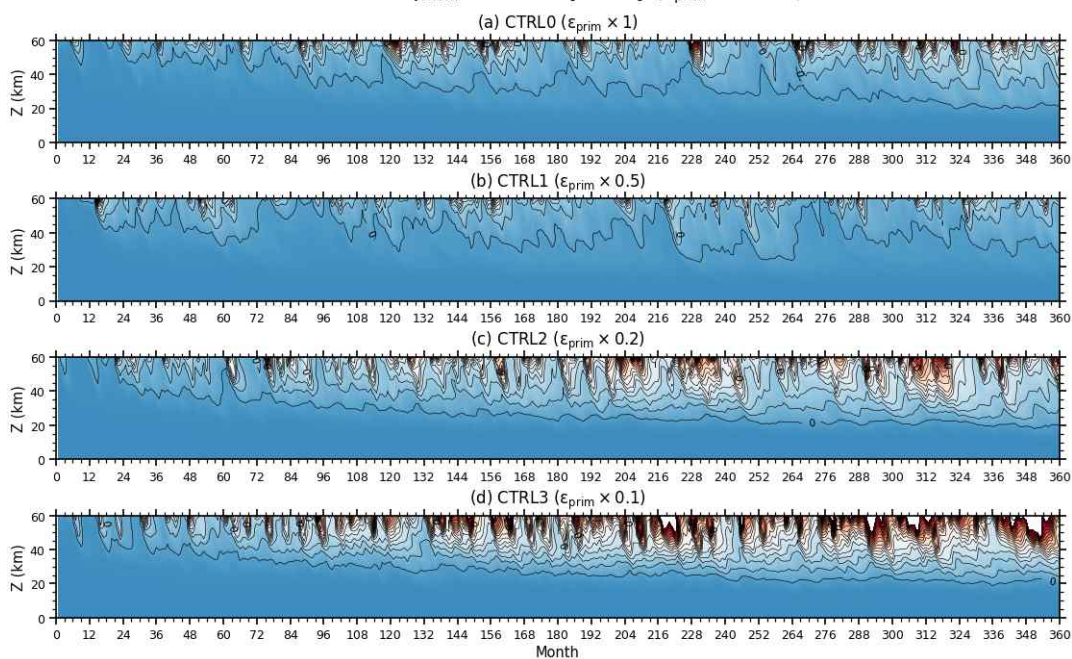 (a) CTRL0 (εprim × 1)
60
40
20
0
Z (km)
0 12 24 36 48 60 72 84 96 108 120 132 144 156 168 180 192 204 216 228 240 252 264 276 288 300 312 324 336 348 360
(b) CTRL1 (εprim × 0.5)
60
40
20
0
Z (km)
0
0 12 24 36 48 60 72 84 96 108 120 132 144 156 168 180 192 204 216 228 240 252 264 276 288 300 312 324 336 348 360
(c) CTRL2 (εprim × 0.2)
60
40
20
0
Z (km)
0
0 12 24 36 48 60 72 84 96 108 120 132 144 156 168 180 192 204 216 228 240 252 264 276 288 300 312 324 336 348 360
(d) CTRL3 (εprim × 0.1)
60
40
20
0
Z (km)
0
0 12 24 36 48 60 72 84 96 108 120 132 144 156 168 180 192 204 216 228 240 252 264 276 288 300 312 324 336 348 360
Month